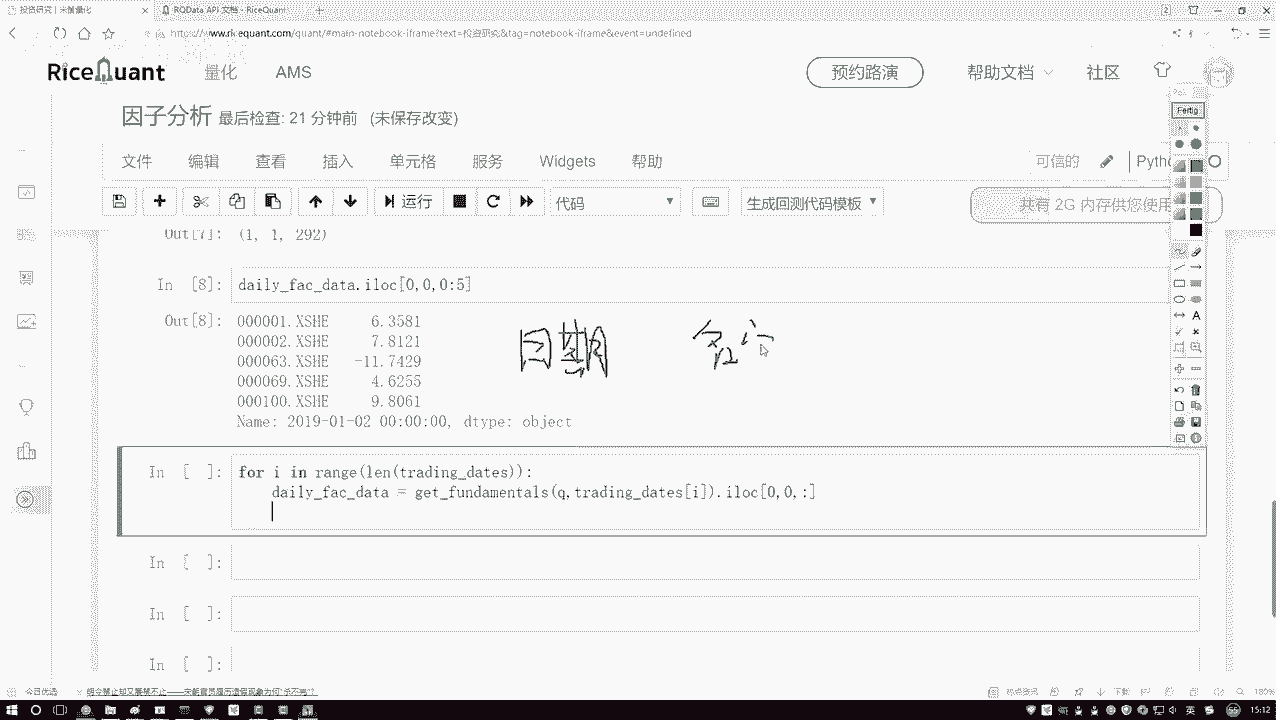 投资研究 | 米筐量化
RQData API 文档 - RiceQuant
https://www.ricequant.com/quant/#main-notebook-iframe?text=投资研究&tag=notebook-iframe&event=undefined
RiceQuant 量化 AMS 预约路演 帮助文档 社区
因子分析 最后检查: 21 分钟前 (未保存改变)
文件 编辑 查看 插入 单元格 服务 Widgets 帮助 可信的
Fertig
运行 代码 生成回测代码模板 共有 2G 内存供您使用
Out[7]: (1, 1, 292)
In [8]: daily_fac_data.iloc[0,0,0:5]
Out[8]: 000001.XSHE 6.3581
000002.XSHE 7.8121
000063.XSHE -11.7429
000069.XSHE 4.6255
000100.XSHE 9.8061
Name: 2019-01-02 00:00:00, dtype: object
日期
In [ ]: for i in range(len(trading_dates)):
daily_fac_data = get_fundamentals(q,trading_dates[i]).iloc[0,0,:]
In [ ]:
In [ ]:
In [ ]:
今日优选
热点资讯 下载 180%
英 15:12